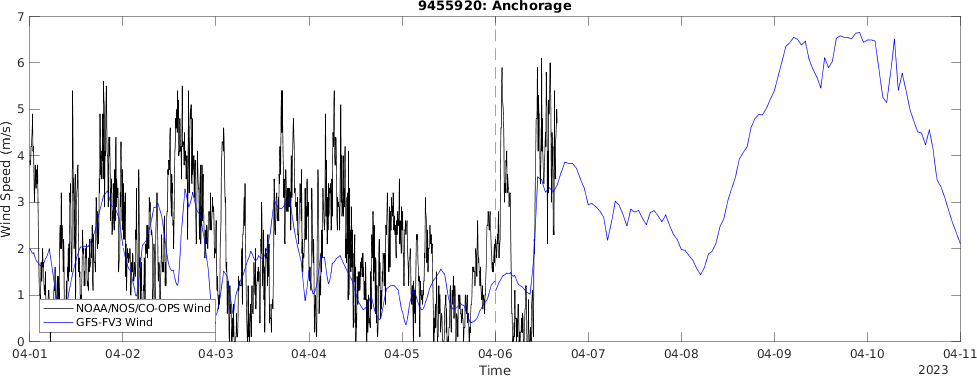 9455920: Anchorage
7
6
5
4
3
2
1
0
Wind Speed (m/s)
NOAA/NOS/CO-OPS Wind
GFS-FV3 Wind
04-01 04-02 04-03 04-04 04-05 04-06 04-07 04-08 04-09 04-10 04-11
Time
2023